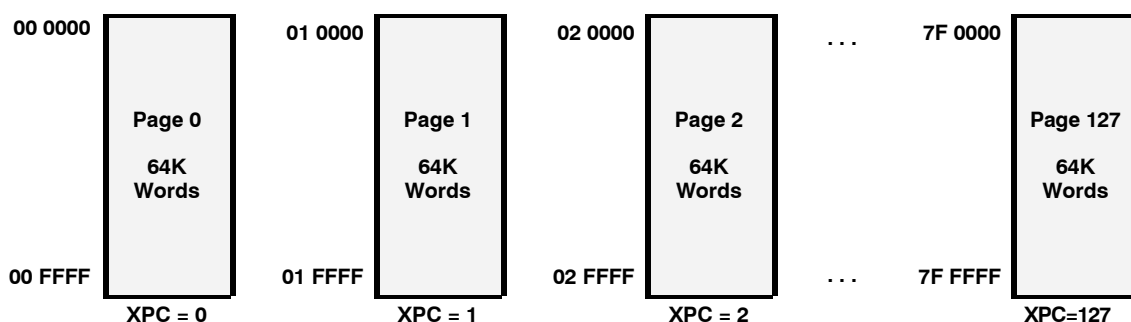 00 0000
01 0000
02 0000
. . .
7F 0000
Page 0
64K
Words
Page 1
64K
Words
Page 2
64K
Words
Page 127
64K
Words
00 FFFF
01 FFFF
02 FFFF
. . .
7F FFFF
XPC = 0
XPC = 1
XPC = 2
XPC=127